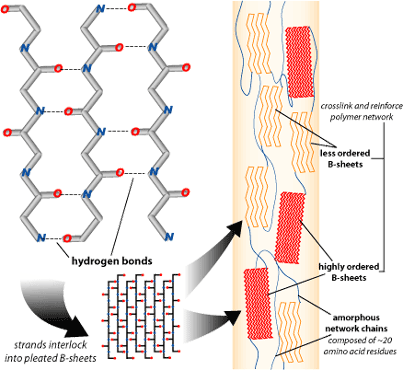 O N O
N O N
O N O N
N O N O
O N O N
N O N O
O N O N
N O O N
hydrogen bonds
strands interlock
into pleated B-sheets
crosslink and reinforce
polymer network
less ordered
B-sheets
highly ordered
B-sheets
amorphous
network chains
composed of ~20
amino acid residues